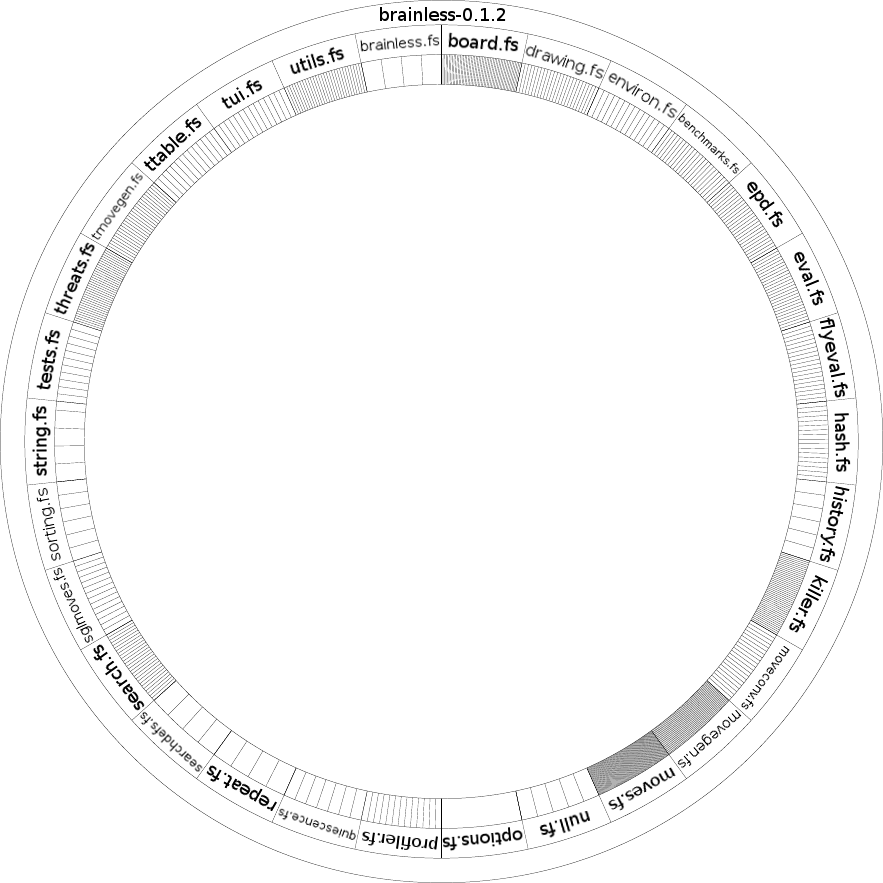 brainless-0.1.2
board.fs
drawing.fs
environ.fs
benchmarks.fs
epd.fs
eval.fs
flyeval.fs
hash.fs
history.fs
killer.fs
moveconv.fs
movegen.fs
moves.fs
null.fs
options.fs
profiler.fs
quiescence.fs
repeat.fs
searchdefs.fs
search.fs
sglmoves.fs
sorting.fs
string.fs
tests.fs
threats.fs
tmovegen.fs
ttable.fs
tui.fs
utils.fs
brainless.fs